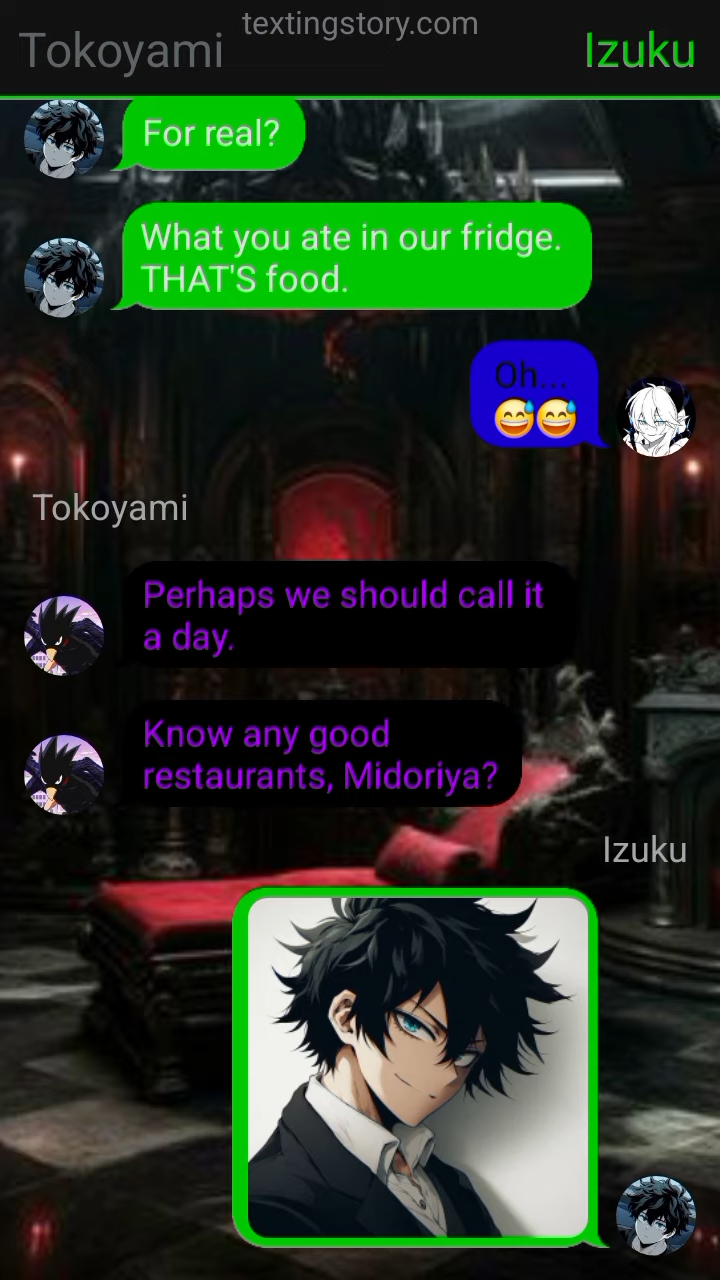 textingstory.com
Tokoyami
Izuku
For real?
What you ate in our fridge.
THAT'S food.
Oh...
Tokoyami
Perhaps we should call it
a day.
Know any good
restaurants, Midoriya?
Izuku